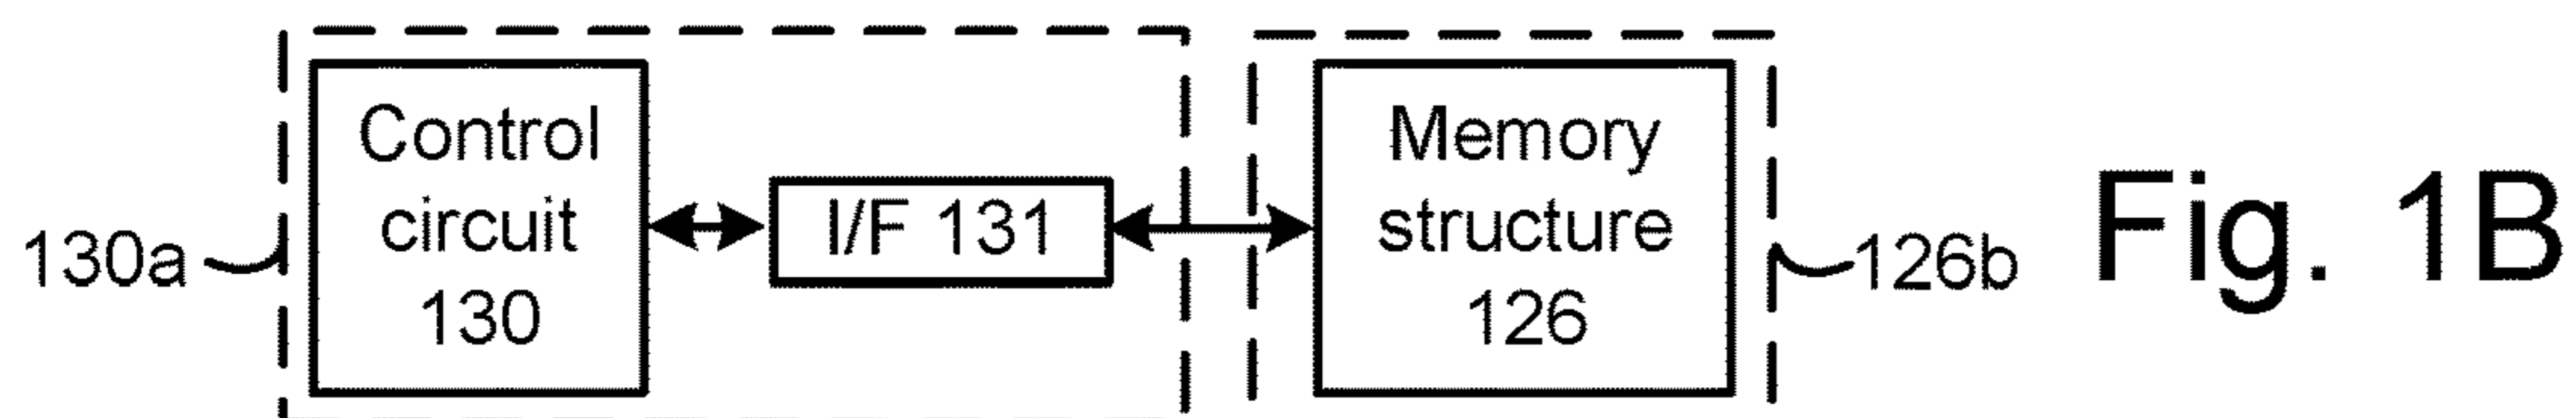 130a
Control
circuit
130
I/F 131
Memory
structure
126
126b
Fig. 1B